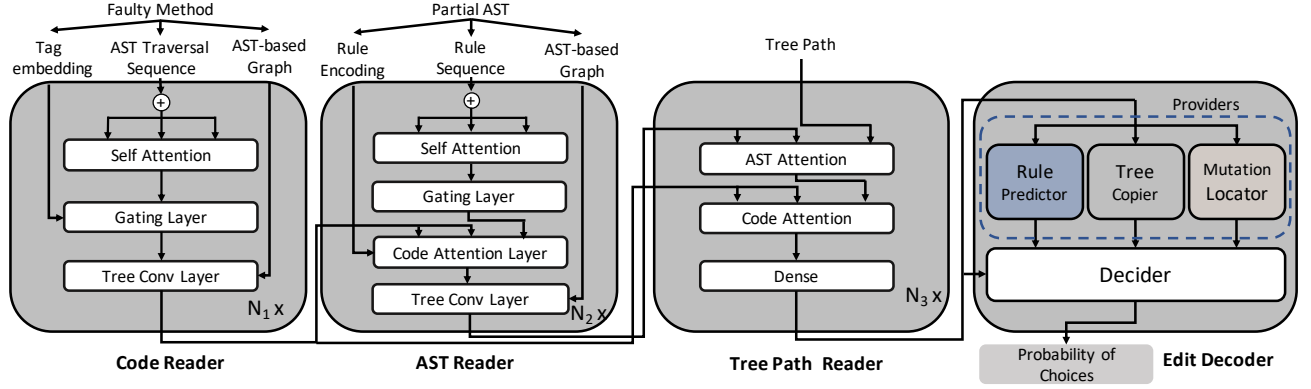 Faulty Method
Tag
embedding
AST Traversal
Sequence
AST-based
Graph
+
Self Attention
Gating Layer
Tree Conv Layer
N1 x
Code Reader
Partial AST
Rule
Encoding
Rule
Sequence
AST-based
Graph
+
Self Attention
Gating Layer
Code Attention Layer
Tree Conv Layer
N2 x
AST Reader
Tree Path
AST Attention
Code Attention
Dense
N3 x
Tree Path Reader
Providers
Rule
Predictor
Tree
Copier
Mutation
Locator
Decider
Probability of
Choices
Edit Decoder